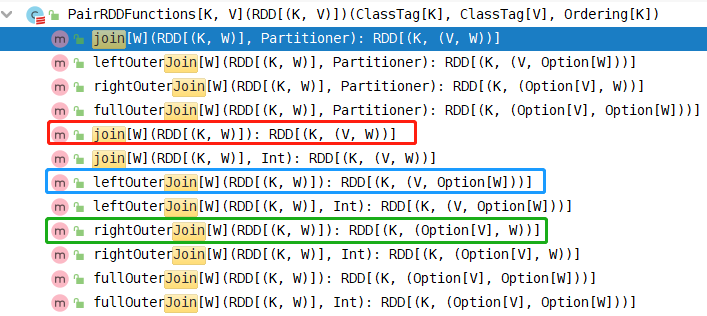 PairRDDFunctions[K, V](RDD[(K, V)])(ClassTag[K], ClassTag[V], Ordering[K])
join[W](RDD[(K, W)], Partitioner): RDD[(K, (V, W))]
leftOuterJoin[W](RDD[(K, W)], Partitioner): RDD[(K, (V, Option[W]))]
rightOuterJoin[W](RDD[(K, W)], Partitioner): RDD[(K, (Option[V], W))]
fullOuterJoin[W](RDD[(K, W)], Partitioner): RDD[(K, (Option[V], Option[W]))]
join[W](RDD[(K, W)]): RDD[(K, (V, W))]
join[W](RDD[(K, W)], Int): RDD[(K, (V, W))]
leftOuterJoin[W](RDD[(K, W)]): RDD[(K, (V, Option[W]))]
leftOuterJoin[W](RDD[(K, W)], Int): RDD[(K, (V, Option[W]))]
rightOuterJoin[W](RDD[(K, W)]): RDD[(K, (Option[V], W))]
rightOuterJoin[W](RDD[(K, W)], Int): RDD[(K, (Option[V], W))]
fullOuterJoin[W](RDD[(K, W)]): RDD[(K, (Option[V], Option[W]))]
fullOuterJoin[W](RDD[(K, W)], Int): RDD[(K, (Option[V], Option[W]))]